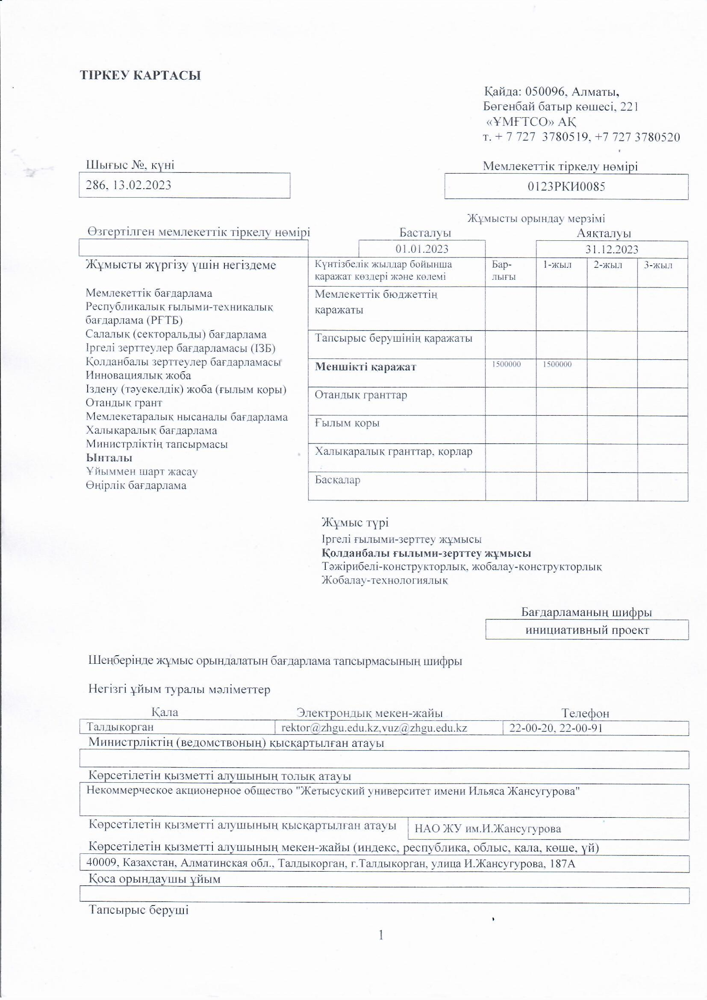 ТІРКЕУ КАРТАСЫ
Қайда: 050096, Алматы,
Бөгенбай батыр көшесі, 221
«ҰМҒТСО» АҚ
т. + 7 727 3780519, +7 727 3780520
Шығыс №, күні
286, 13.02.2023
Мемлекеттік тіркелу нөмірі
0123РКИ0085
Жұмысты орындау мерзімі
Өзгертілген мемлекеттік тіркелу нөмірі
Басталуы
Аяқталуы
01.01.2023
31.12.2023
Жұмысты жүргізу үшін негіздеме
Мемлекеттік бағдарлама
Республикалық ғылыми-техникалық
бағдарлама (РҒТБ)
Салалық (секторальды) бағдарлама
Іргелі зерттеулер бағдарламасы (ІЗБ)
Қолданбалы зерттеулер бағдарламасы
Инновациялық жоба
Іздену (тәуекелдік) жоба (ғылым қоры)
Отандық грант
Мемлекетаралық нысаналы бағдарлама
Халықаралық бағдарлама
Министрліктің тапсырмасы
Ынталы
Ұйыммен шарт жасау
Өңірлік бағдарлама
Күнтізбелік жылдар бойынша
қаражат көздері және көлемі
Бар-
лығы
1-жыл
2-жыл
3-жыл
Мемлекеттік бюджеттің
қаражаты
Тапсырыс берушінің қаражаты
Меншікті қаражат 1500000 1500000
Отандық гранттар
Ғылым қоры
Халықаралық гранттар, қорлар
Басқалар
Жұмыс түрі
Іргелі ғылыми-зерттеу жұмысы
Қолданбалы ғылыми-зерттеу жұмысы
Тәжірибелі-конструкторлық, жобалау-конструкторлық
Жобалау-технологиялық
Бағдарламаның шифры
инициативный проект
Шеңберінде жұмыс орындалатын бағдарлама тапсырмасының шифры
Негізгі ұйым туралы мәліметтер
Қала Электрондық мекен-жайы Телефон
Талдыкорган rektor@zhgu.edu.kz,vuz@zhgu.edu.kz 22-00-20, 22-00-91
Министрліктің (ведомствоның) қысқартылған атауы
Көрсетілетін қызметті алушының толық атауы
Некоммерческое акционерное общество "Жетысуский университет имени Ильяса Жансугурова"
Көрсетілетін қызметті алушының қысқартылған атауы НАО ЖУ им.И.Жансугурова
Көрсетілетін қызметті алушының мекен-жайы (индекс, республика, облыс, қала, көше, үй)
40009, Казахстан, Алматинская обл., Талдыкорган, г.Талдыкорган, улица И.Жансугурова, 187А
Қоса орындаушы ұйым
Тапсырыс беруші
1